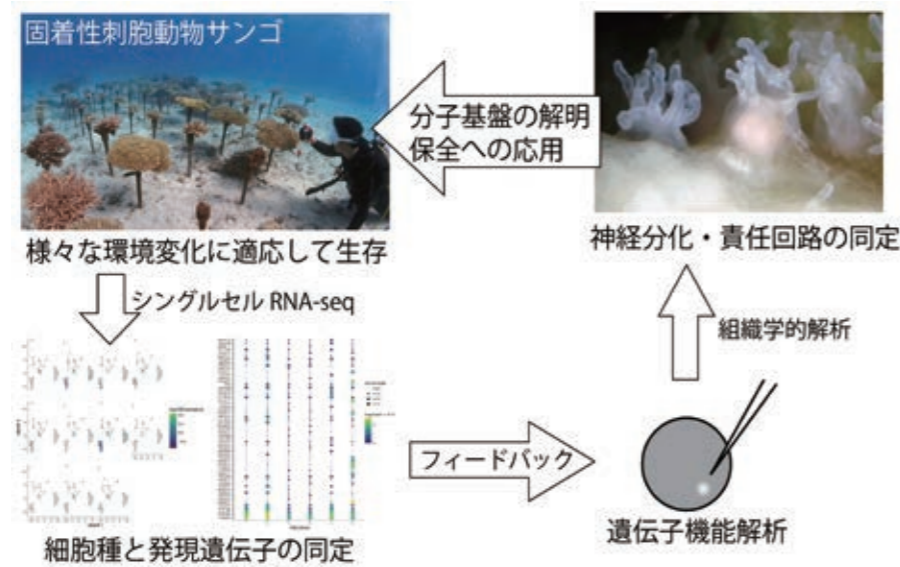 固着性刺胞動物サンゴ
分子基盤の解明
保全への応用
様々な環境変化に適応して生存
神経分化・責任回路の同定
シングルセル RNA-seq
組織学的解析
フィードバック
細胞種と発現遺伝子の同定
遺伝子機能解析